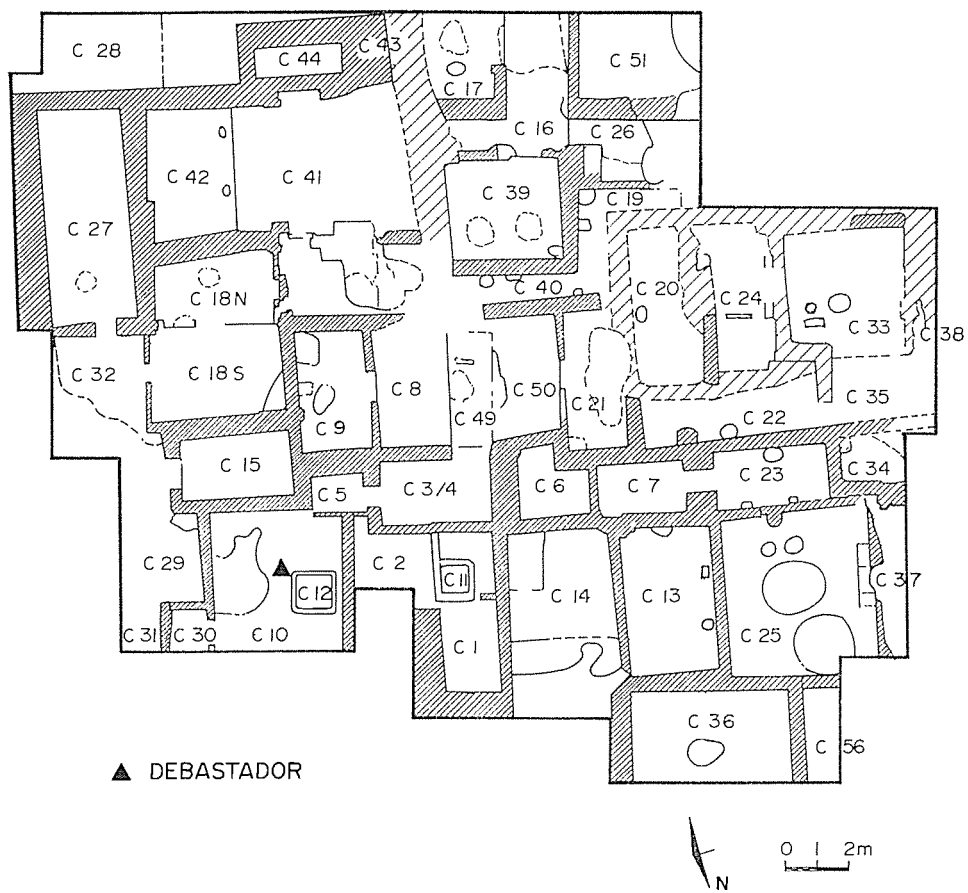 C 28
C 44
C 43
C 17
C 51
C 16
C 26
C 42
C 41
C 39
C 19
C 27
C 18N
C 40
C 20
C 24
C 33
C 38
C 32
C 18S
C 9
C 8
C 49
C 50
C 21
C 22
C 35
C 15
C 5
C 3/4
C 6
C 7
C 23
C 34
C 29
C 12
C 2
C 11
C 14
C 13
C 25
C 37
C 31
C 30
C 10
C 1
C 36
C 56
▲ DEBASTADOR
N
0 1 2m